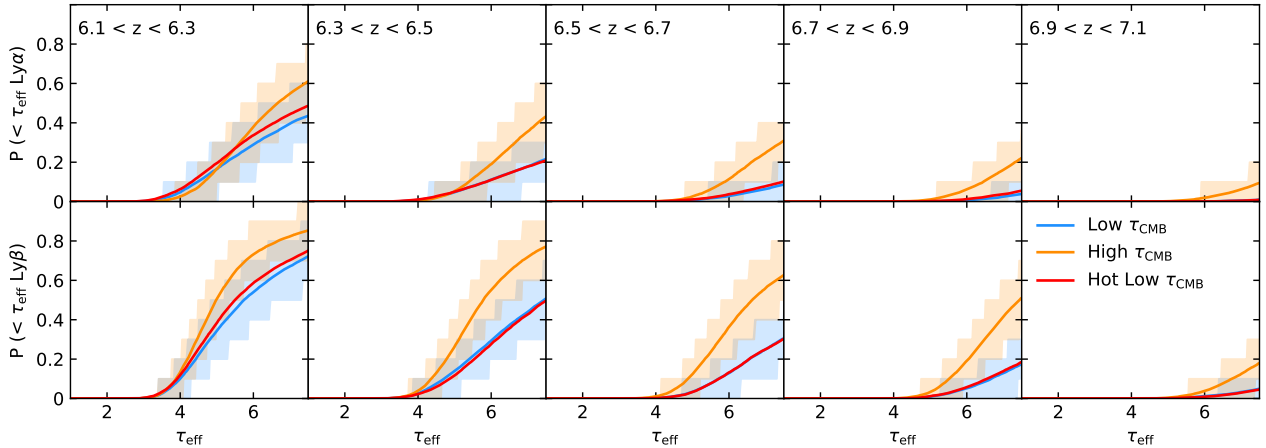 6.1 < z < 6.3
6.3 < z < 6.5
6.5 < z < 6.7
6.7 < z < 6.9
6.9 < z < 7.1
P (< τeff Lyα)
0.8
0.6
0.4
0.2
0
P (< τeff Lyβ)
0.8
0.6
0.4
0.2
0
Low τCMB
High τCMB
Hot Low τCMB
2 4 6 2 4 6 2 4 6 2 4 6 2 4 6
τeff τeff τeff τeff τeff